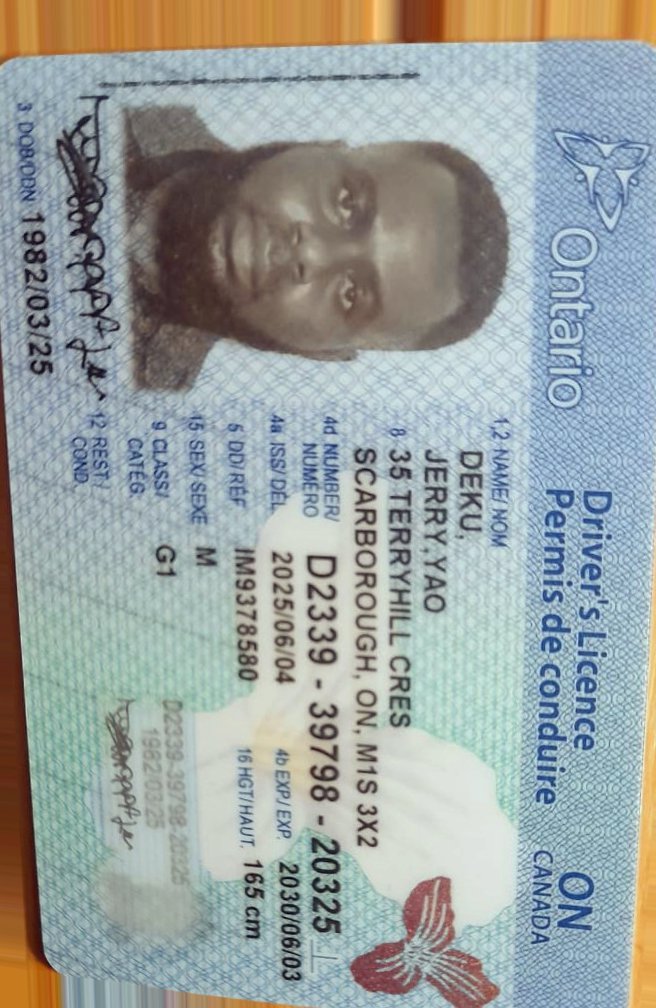 Ontario
Driver's Licence
Permis de conduire
ON
CANADA
1,2 NAME/ NOM
DEKU,
JERRY,YAO
8 35 TERRYHILL CRES
SCARBOROUGH, ON, M1S 3X2
4d NUMBER/ NUMÉRO D2339 - 39798 - 20325
4a ISS/ DÉL. 2025/06/04 4b EXP./ EXP. 2030/06/03
5 DD/RÉF IM9378580 16 HGT/HAUT. 165 cm
15 SEX/ SEXE M
9 CLASS/ CATÉG. G1
12 REST./ COND.
3 DOB/DDN 1982/03/25
D2339-39798-20325
1982/03/25